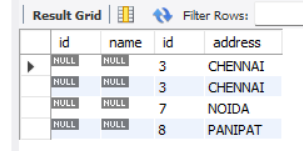 Result Grid Filter Rows:
id name id address
NULL NULL 3 CHENNAI
NULL NULL 3 CHENNAI
NULL NULL 7 NOIDA
NULL NULL 8 PANIPAT